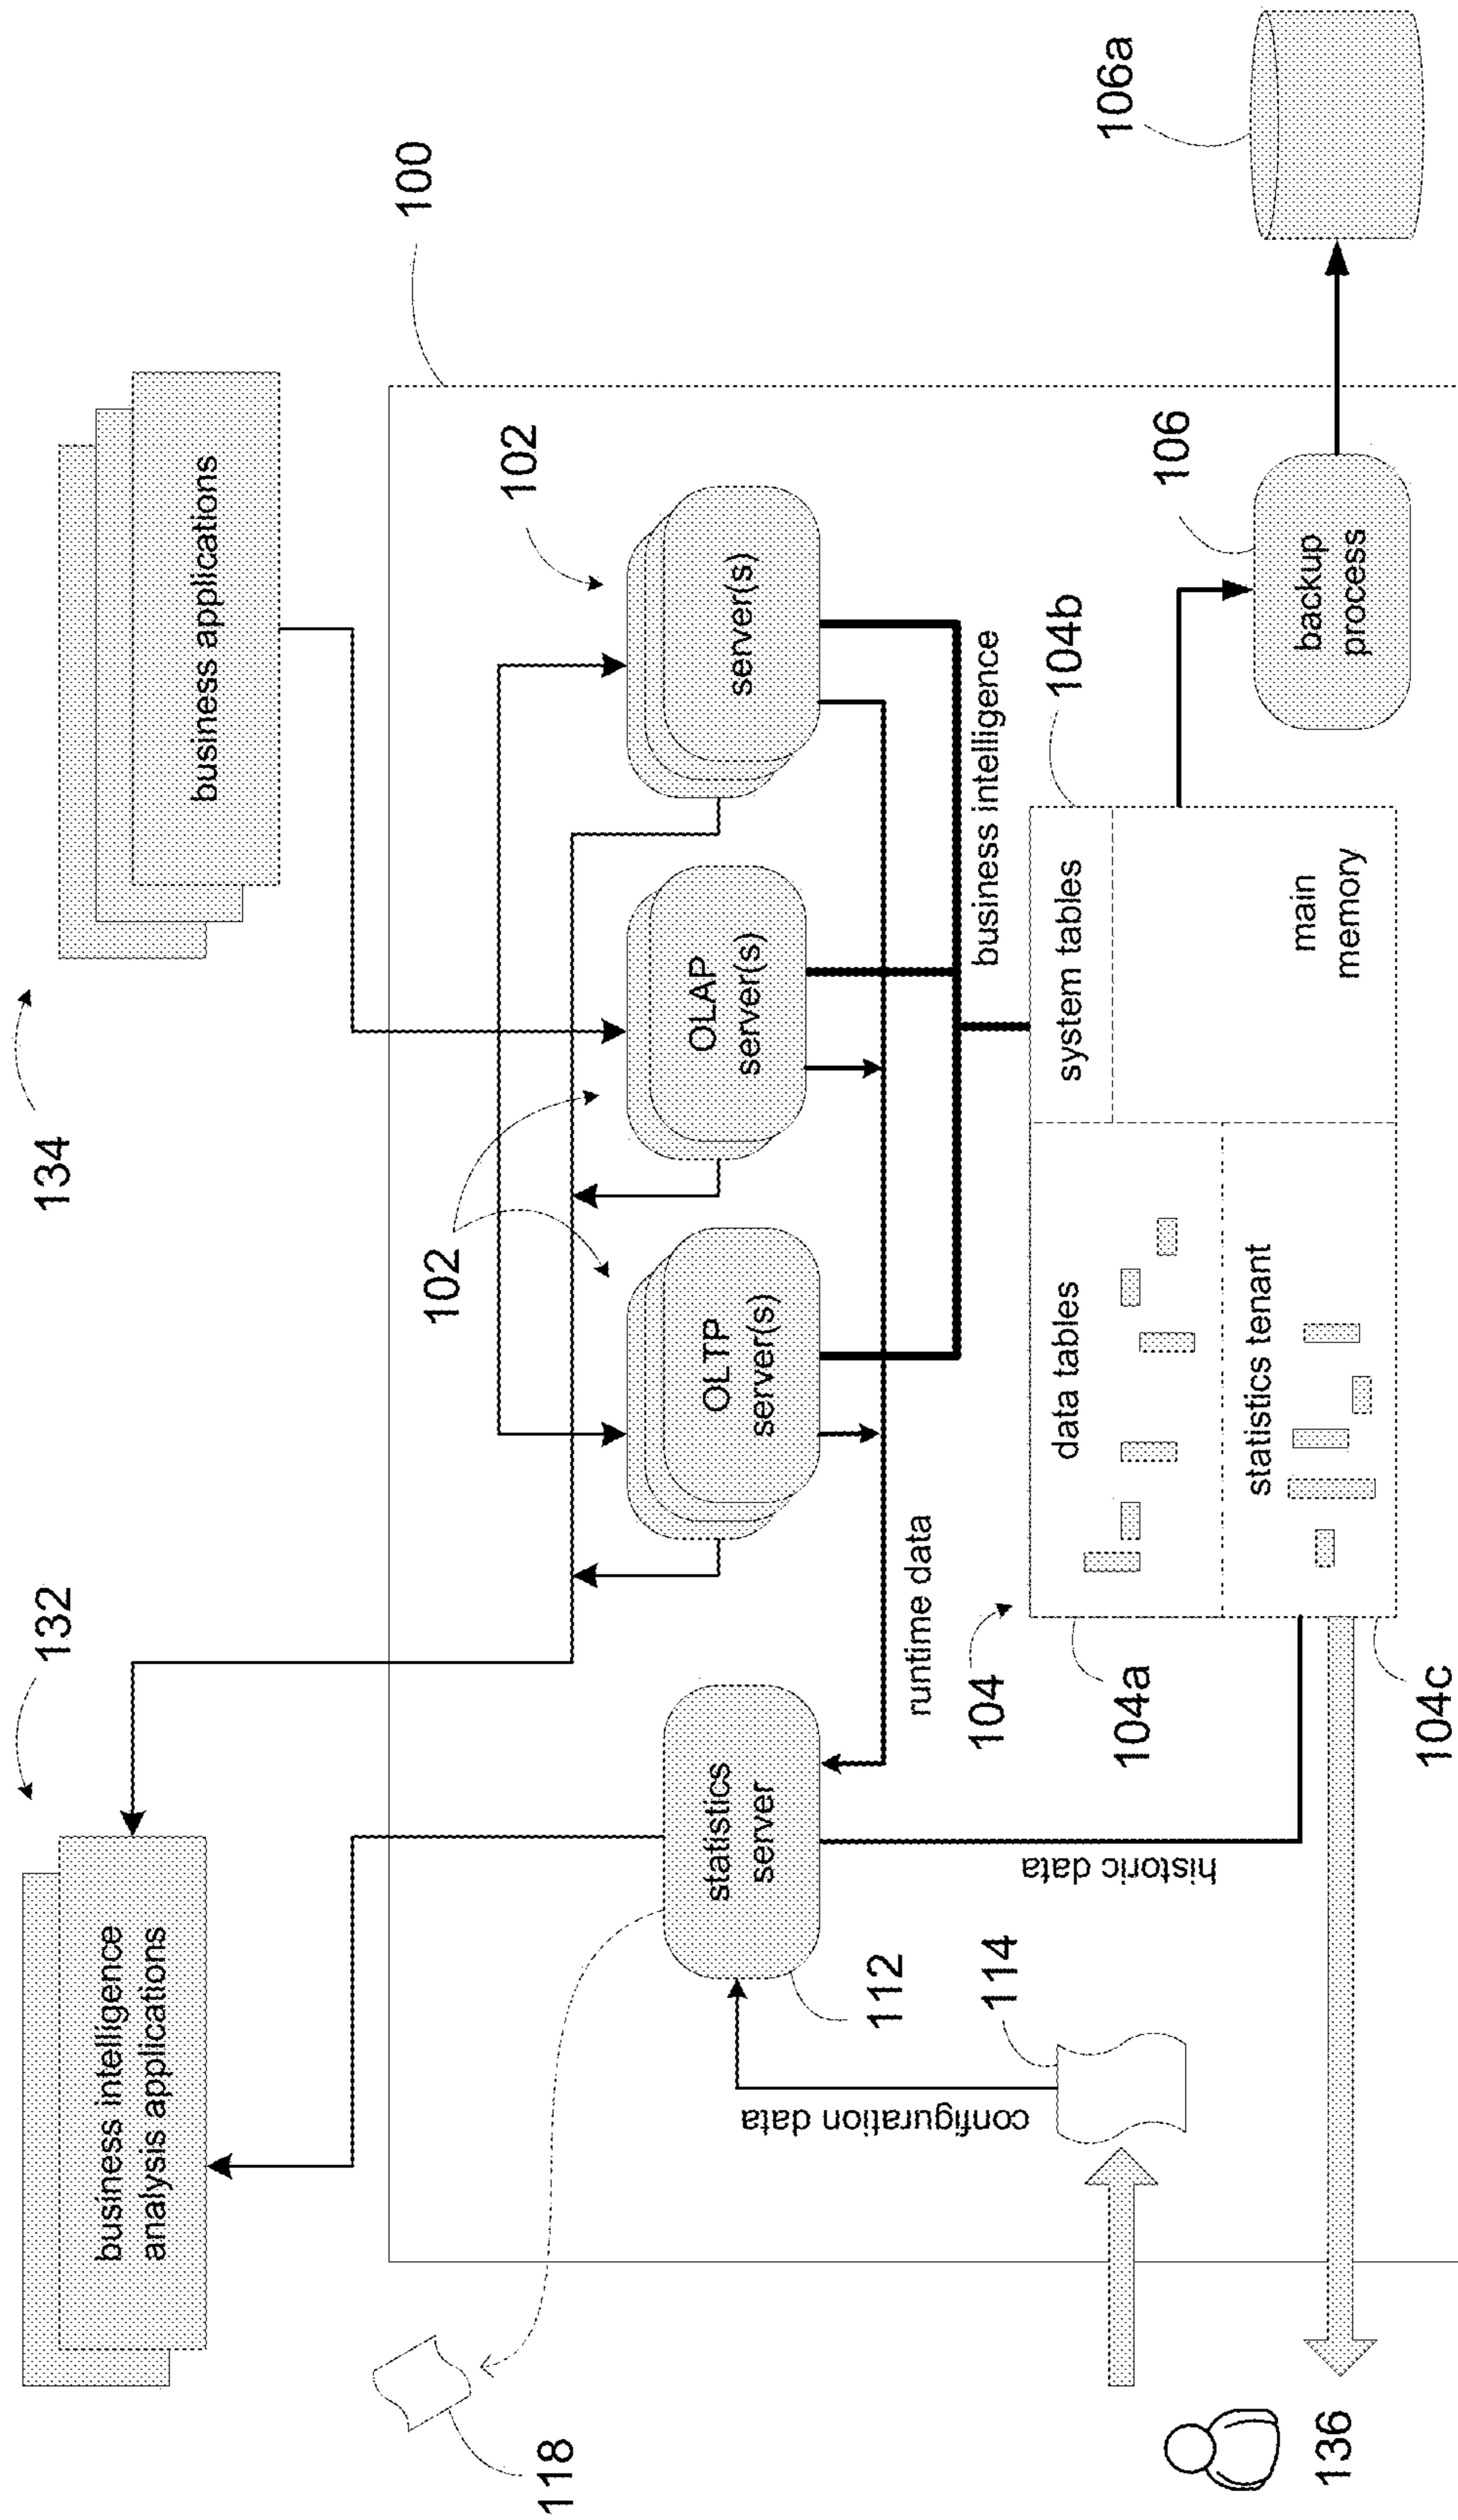 132
134
business intelligence
analysis applications
business applications
100
118
102
102
statistics
server
OLTP
server(s)
OLAP
server(s)
server(s)
112
runtime data
business intelligence
configuration data
historic data
114
104
104a
104b
104c
data tables
system tables
statistics tenant
main
memory
106
backup
process
106a
136